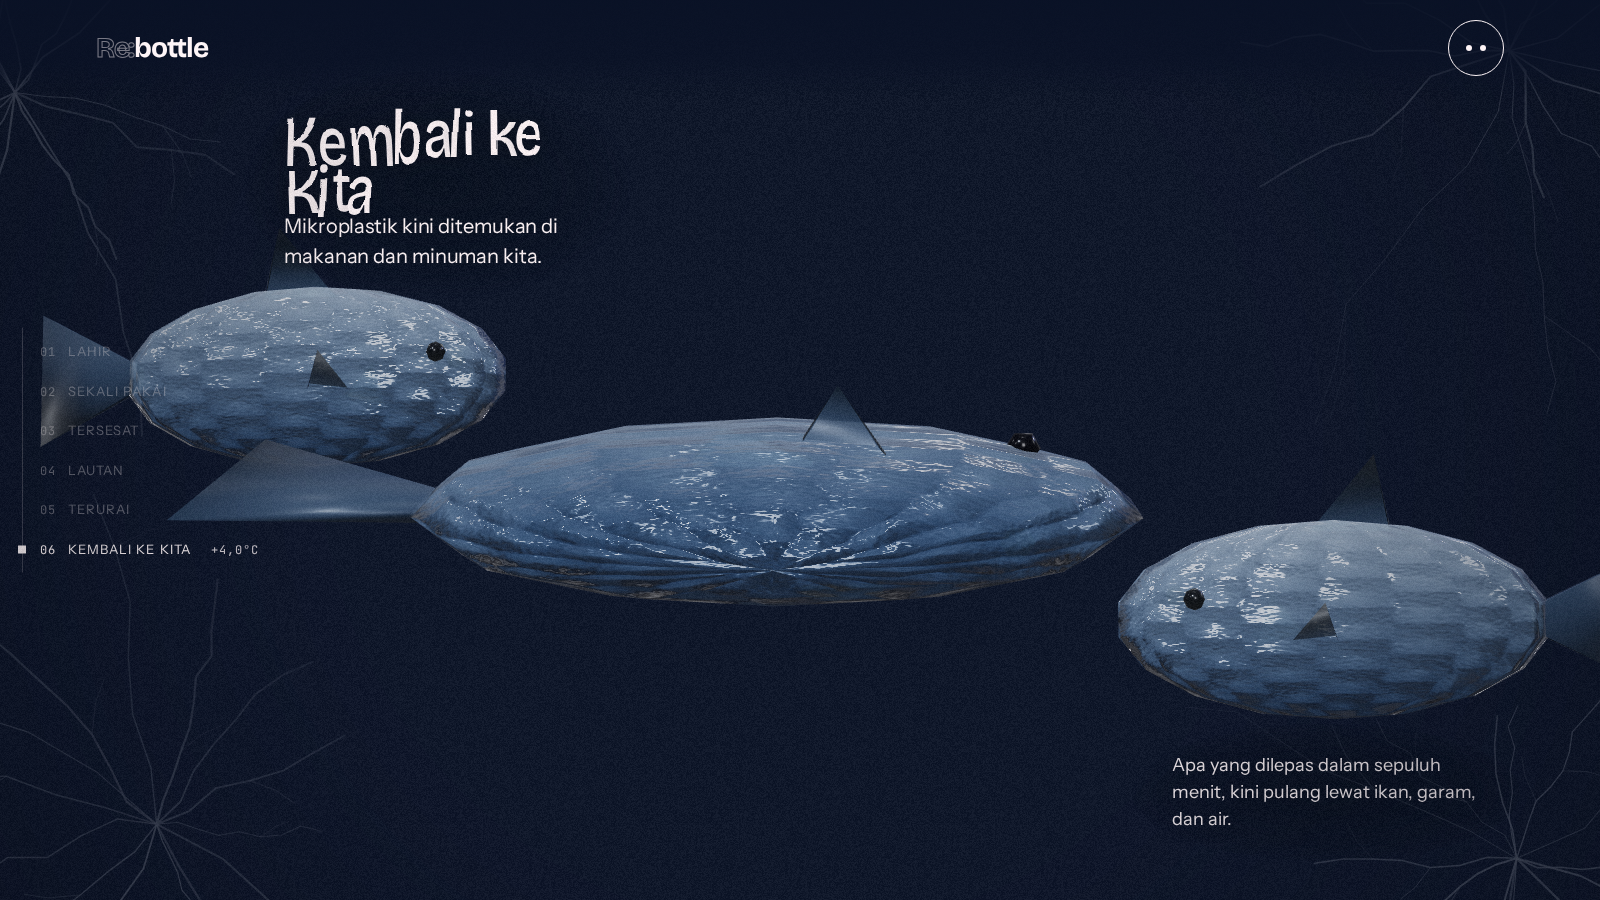 Re:bottle
Kembali ke
Kita
Mikroplastik kini ditemukan di
makanan dan minuman kita.
01 LAHIR
02 SEKALI PAKAI
03 TERSESAT
04 LAUTAN
05 TERURAI
06 KEMBALI KE KITA +4,0°C
Apa yang dilepas dalam sepuluh
menit, kini pulang lewat ikan, garam,
dan air.